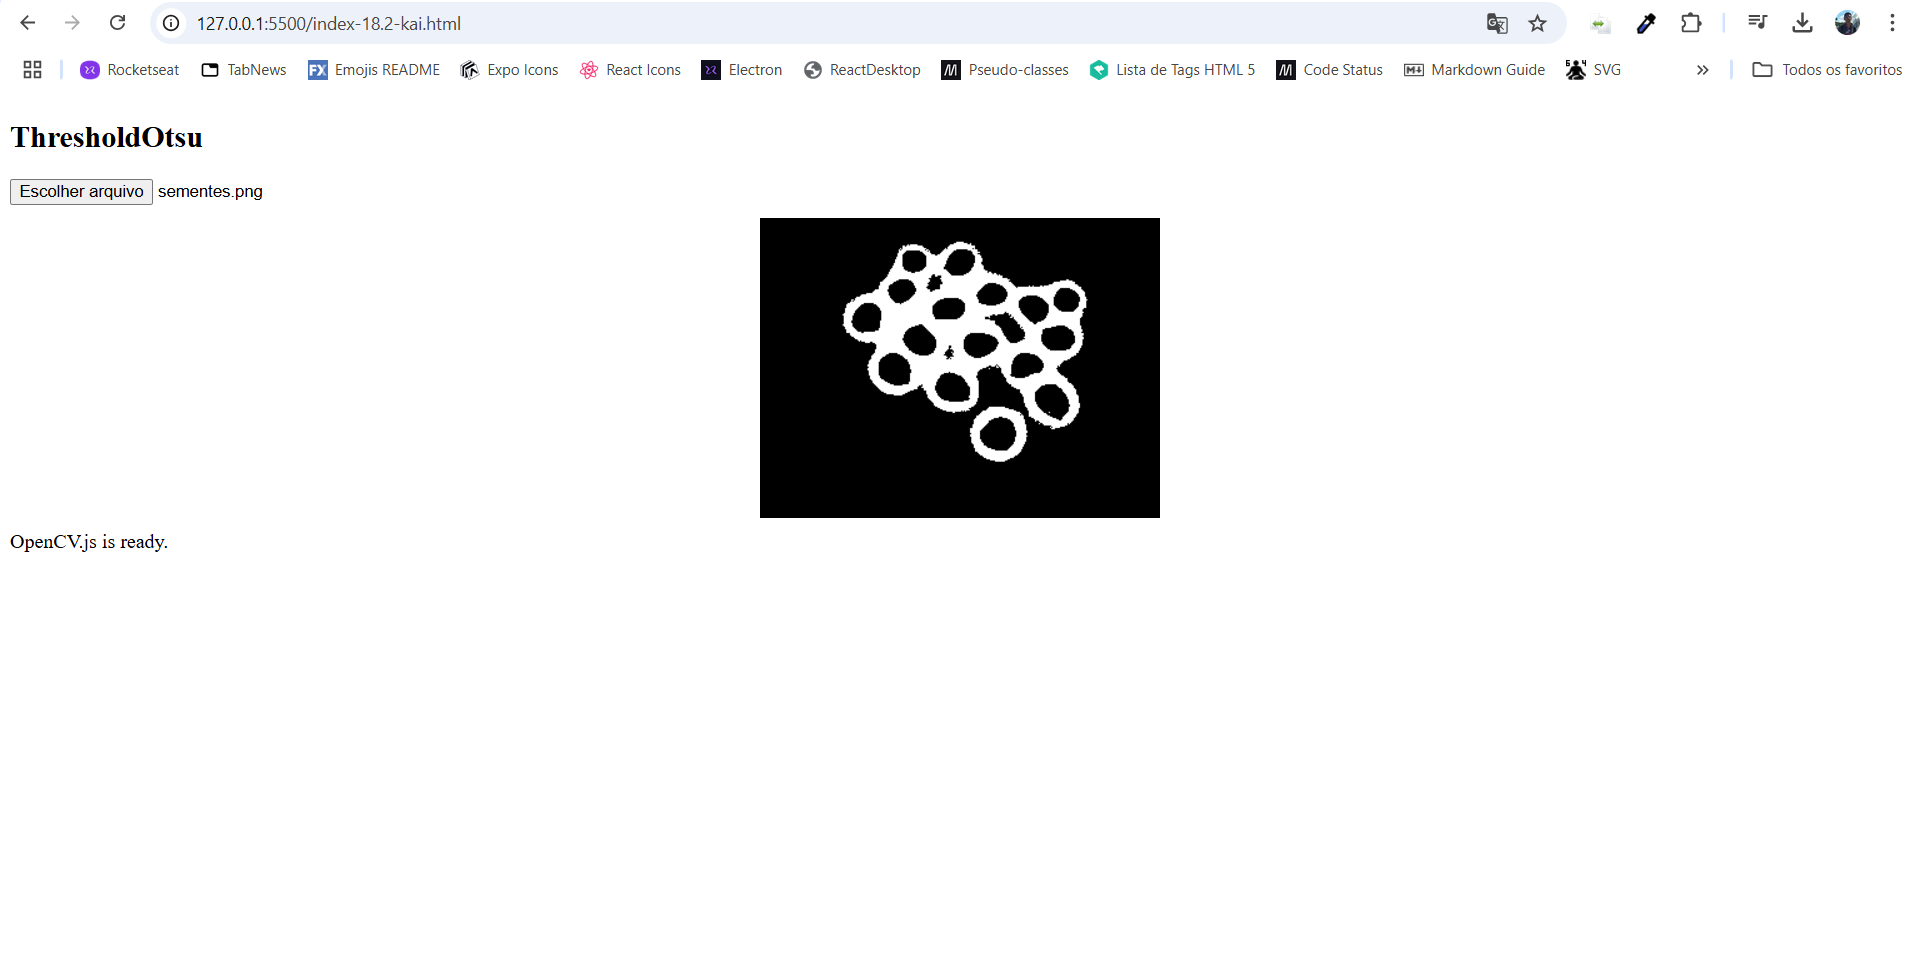 127.0.0.1:5500/index-18.2-kai.html
Rocketseat TabNews FX Emojis README Expo Icons React Icons Electron ReactDesktop Pseudo-classes Lista de Tags HTML 5 Code Status Markdown Guide SVG Todos os favoritos
ThresholdOtsu
Escolher arquivo sementes.png
OpenCV.js is ready.